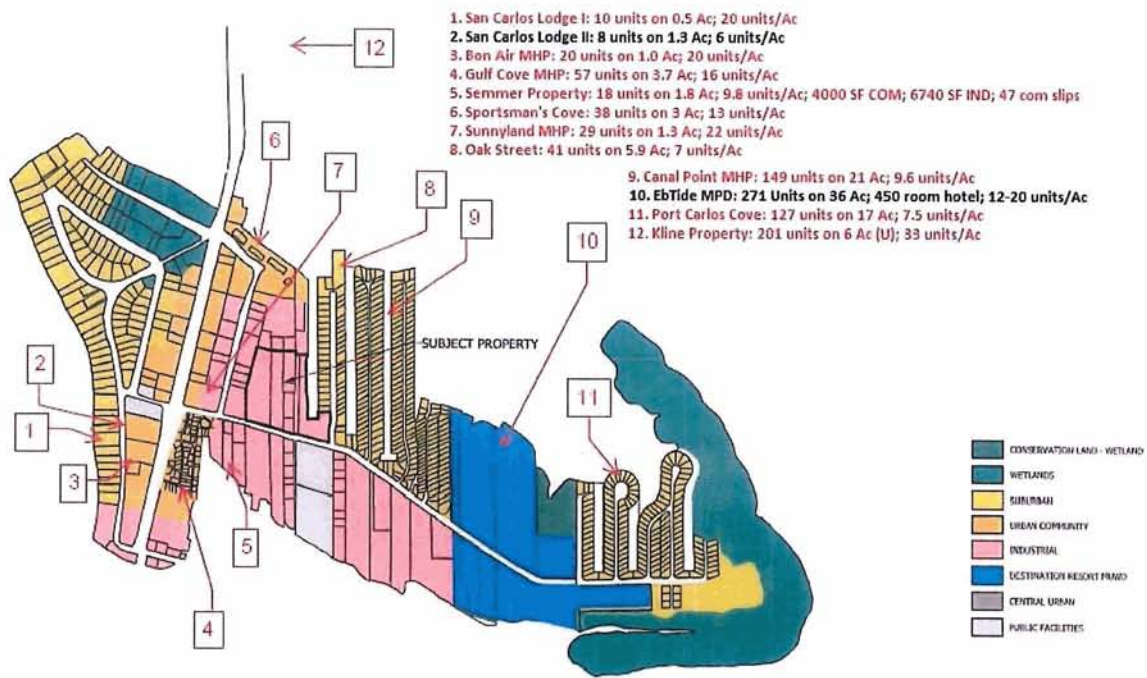 1. San Carlos Lodge I: 10 units on 0.5 Ac; 20 units/Ac
2. San Carlos Lodge II: 8 units on 1.3 Ac; 6 units/Ac
3. Bon Air MHP: 20 units on 1.0 Ac; 20 units/Ac
4. Gulf Cove MHP: 57 units on 3.7 Ac; 16 units/Ac
5. Semmer Property: 18 units on 1.8 Ac; 9.8 units/Ac; 4000 SF COM; 6740 SF IND; 47 com slips
6. Sportsman's Cove: 38 units on 3 Ac; 13 units/Ac
7. Sunnyland MHP: 29 units on 1.3 Ac; 22 units/Ac
8. Oak Street: 41 units on 5.9 Ac; 7 units/Ac
9. Canal Point MHP: 149 units on 21 Ac; 9.6 units/Ac
10. EbTide MPD: 271 Units on 36 Ac; 450 room hotel; 12-20 units/Ac
11. Port Carlos Cove: 127 units on 17 Ac; 7.5 units/Ac
12. Kline Property: 201 units on 6 Ac (U); 33 units/Ac
12
6
7
8
9
10
SUBJECT PROPERTY
2
1
11
3
5
4
CONSERVATION LAND - WETLAND
WETLANDS
SUBURBAN
URBAN COMMUNITY
INDUSTRIAL
DESTINATION RESORT MUWD
CENTRAL URBAN
PUBLIC FACILITIES